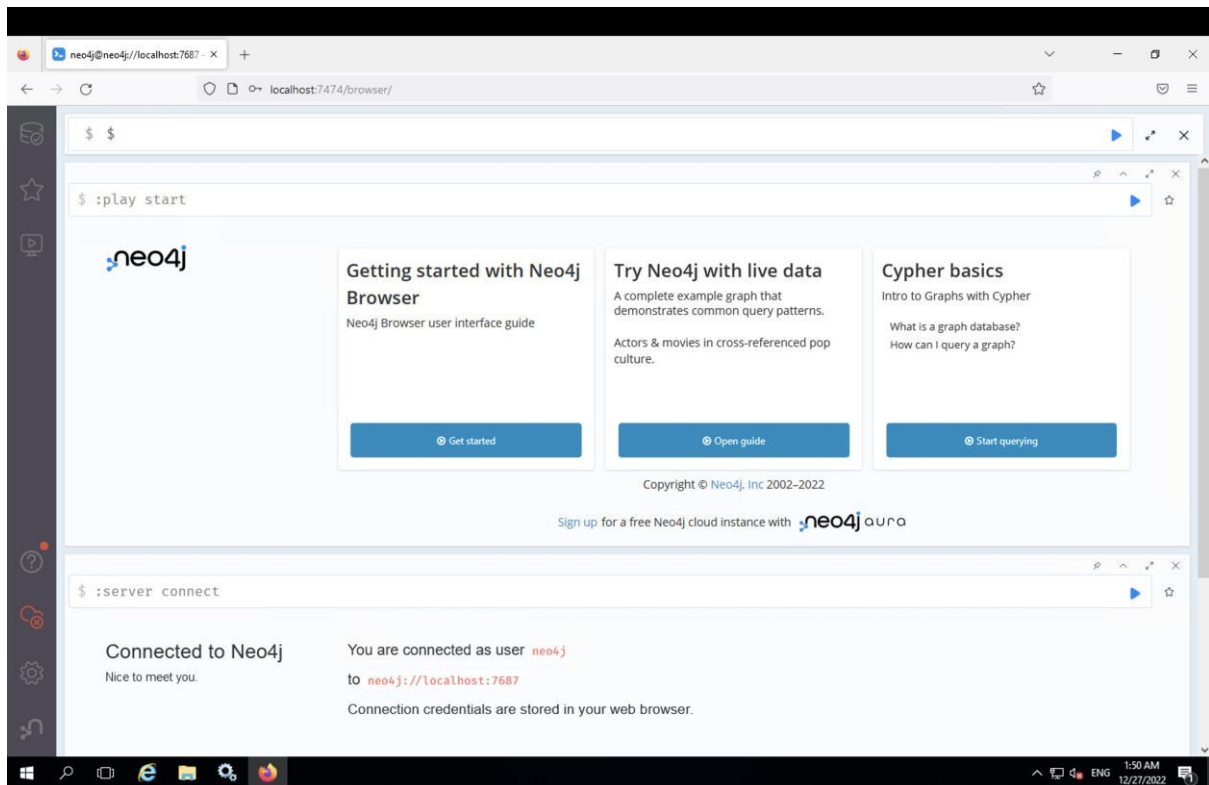 neo4j@neo4j://localhost:7687 -
localhost:7474/browser/
$ $
$ :play start
neo4j
Getting started with Neo4j
Browser
Neo4j Browser user interface guide
Get started
Try Neo4j with live data
A complete example graph that
demonstrates common query patterns.
Actors & movies in cross-referenced pop
culture.
Open guide
Cypher basics
Intro to Graphs with Cypher
What is a graph database?
How can I query a graph?
Start querying
Copyright © Neo4j, Inc 2002–2022
Sign up for a free Neo4j cloud instance with neo4j aura
$ :server connect
Connected to Neo4j
Nice to meet you.
You are connected as user neo4j
to neo4j://localhost:7687
Connection credentials are stored in your web browser.
ENG
1:50 AM
12/27/2022